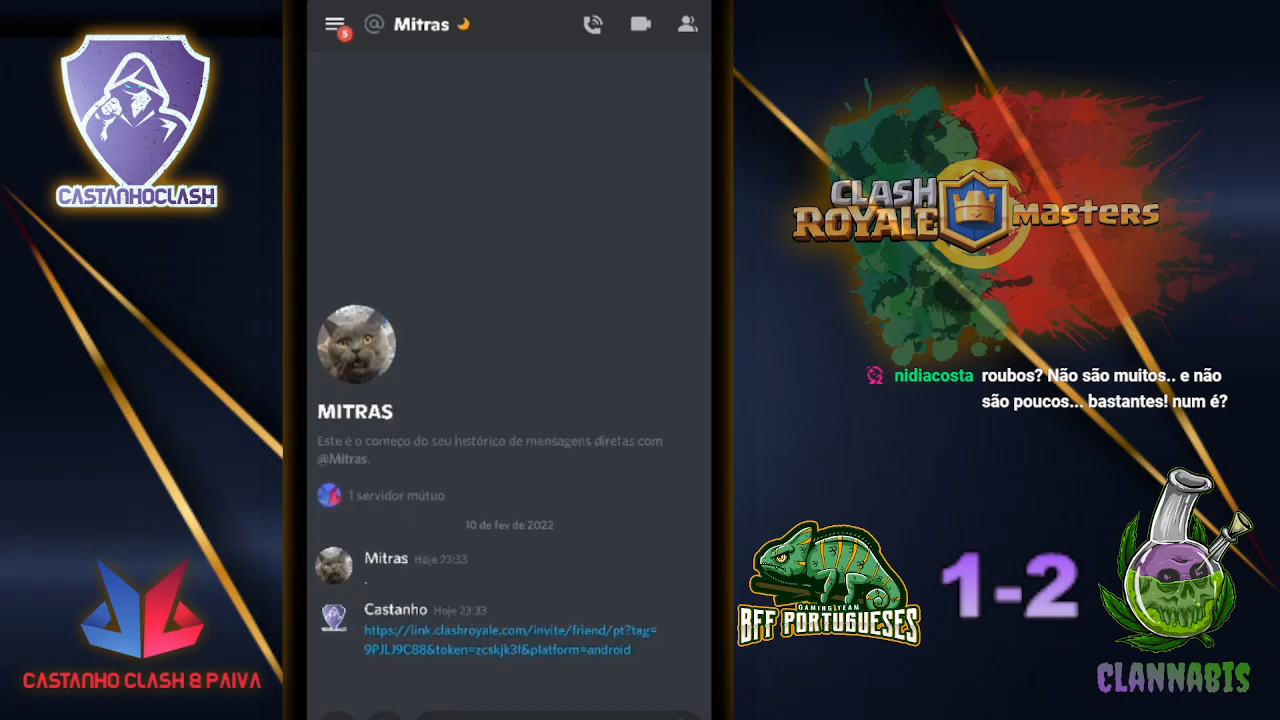 CASTANHOCLASH
CASTANHO CLASH & PAIVA
5
@ Mitras
MITRAS
Este é o começo do seu histórico de mensagens diretas com
@Mitras.
1 servidor mútuo
10 de fev de 2022
Mitras Hoje 23:33
.
Castanho Hoje 23:33
https://link.clashroyale.com/invite/friend/pt?tag=
9PJLJ9C88&token=zcskjk3f&platform=android
CLASH
ROYALE Masters
nidiacosta roubos? Não são muitos.. e não
são poucos... bastantes! num é?
GAMING TEAM
BFF PORTUGUESES
1-2
CLANNABIS